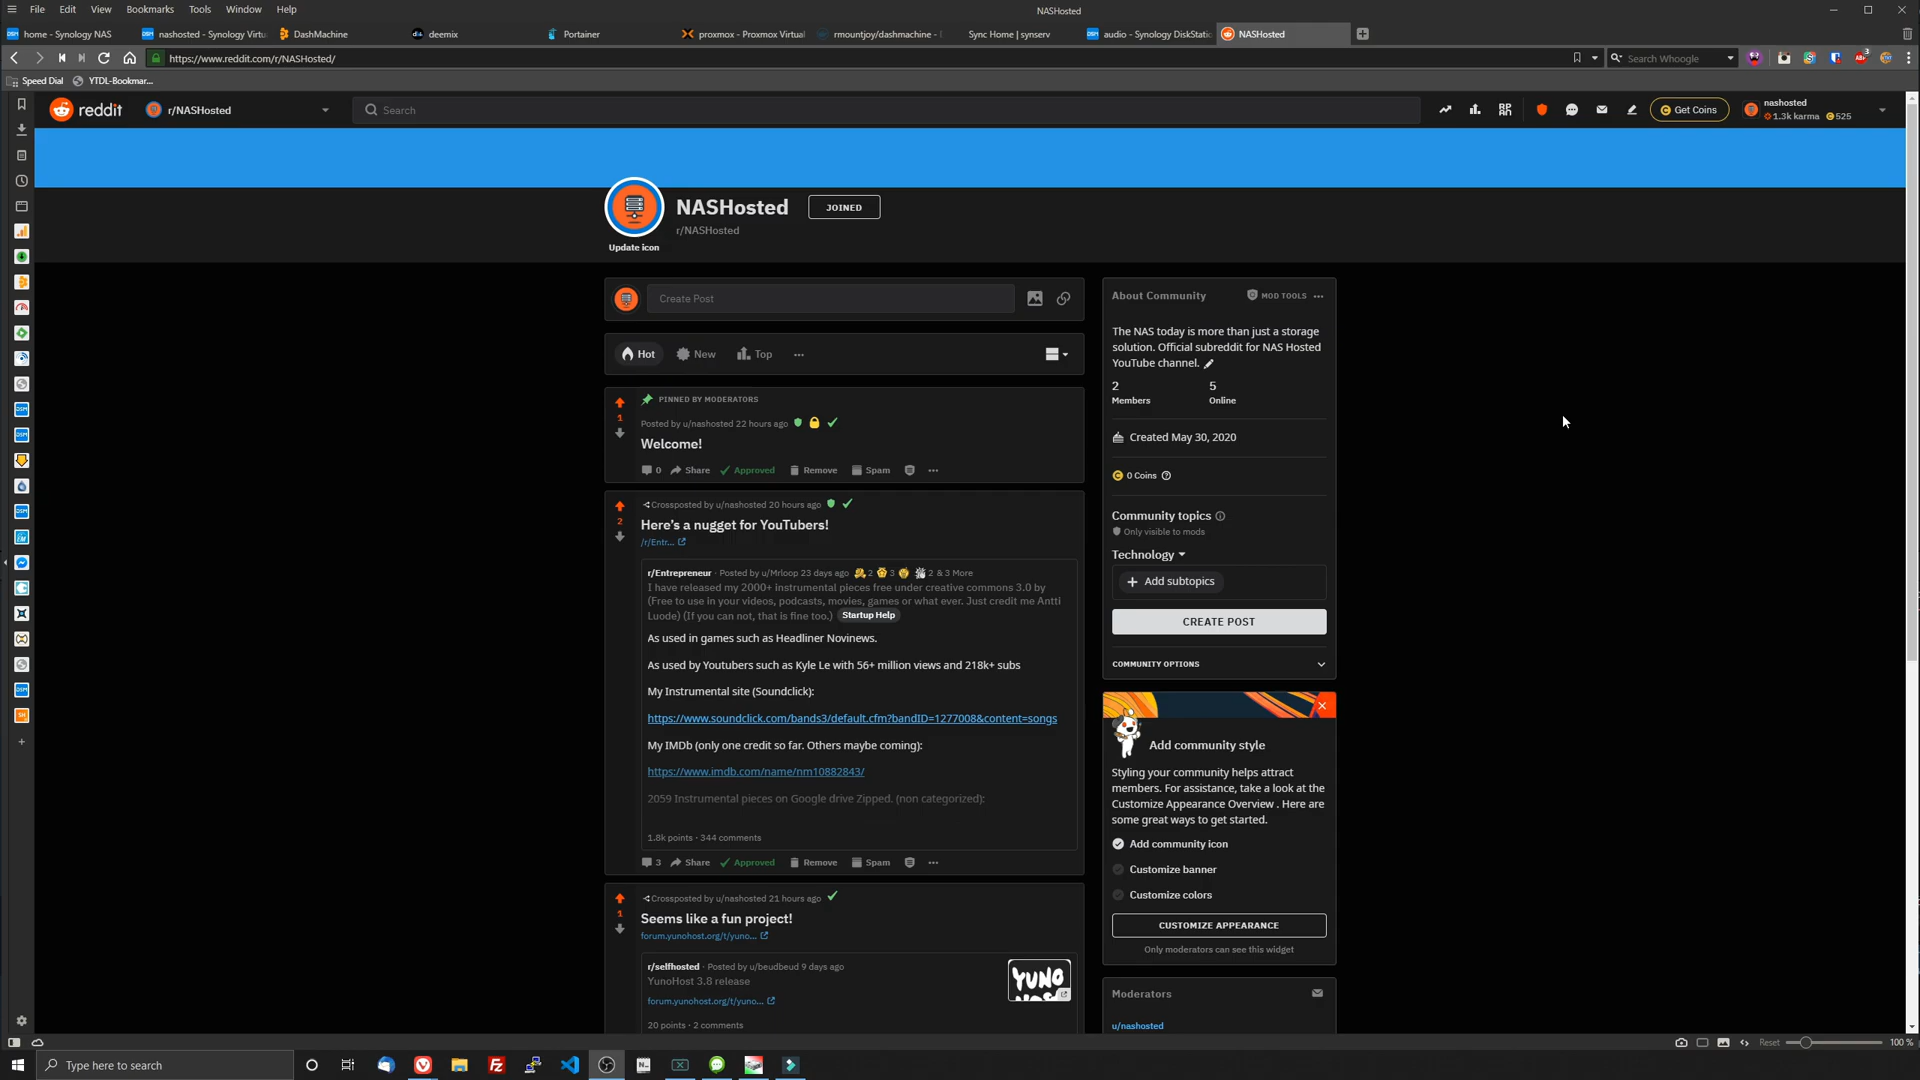 File Edit View Bookmarks Tools Window Help
NASHosted
home - Synology NAS
nashosted - Synology Virtu
DashMachine
deemix
Portainer
proxmox - Proxmox Virtual
rmountjoy/dashmachine -
Sync Home | synserv
audio - Synology DiskStatio
NASHosted
https://www.reddit.com/r/NASHosted/
Search Whoogle
Speed Dial
YTDL-Bookmar...
reddit
r/NASHosted
Search
Get Coins
nashosted
1.3k karma 525
NASHosted
JOINED
r/NASHosted
Update icon
Create Post
Hot
New
Top
PINNED BY MODERATORS
Posted by u/nashosted 22 hours ago
Welcome!
0 Share Approved Remove Spam
Crossposted by u/nashosted 20 hours ago
Here's a nugget for YouTubers!
/r/Entr...
r/Entrepreneur · Posted by u/Mrloop 23 days ago 2 3 2 & 3 More
I have released my 2000+ instrumental pieces free under creative commons 3.0 by
(Free to use in your videos, podcasts, movies, games or what ever. Just credit me Antti
Luode) (If you can not, that is fine too.) Startup Help
As used in games such as Headliner Novinews.
As used by Youtubers such as Kyle Le with 56+ million views and 218k+ subs
My Instrumental site (Soundclick):
https://www.soundclick.com/bands3/default.cfm?bandID=1277008&content=songs
My IMDb (only one credit so far. Others maybe coming):
https://www.imdb.com/name/nm10882843/
2059 Instrumental pieces on Google drive Zipped. (non categorized):
1.8k points · 344 comments
3 Share Approved Remove Spam
Crossposted by u/nashosted 21 hours ago
Seems like a fun project!
forum.yunohost.org/t/yuno...
r/selfhosted · Posted by u/beudbeud 9 days ago
YunoHost 3.8 release
forum.yunohost.org/t/yuno...
20 points · 2 comments
YUNO
About Community
MOD TOOLS
The NAS today is more than just a storage
solution. Official subreddit for NAS Hosted
YouTube channel.
2
Members
5
Online
Created May 30, 2020
0 Coins
Community topics
Only visible to mods
Technology
Add subtopics
CREATE POST
COMMUNITY OPTIONS
Add community style
Styling your community helps attract
members. For assistance, take a look at the
Customize Appearance Overview . Here are
some great ways to get started.
Add community icon
Customize banner
Customize colors
CUSTOMIZE APPEARANCE
Only moderators can see this widget
Moderators
u/nashosted
Reset
100 %
Type here to search